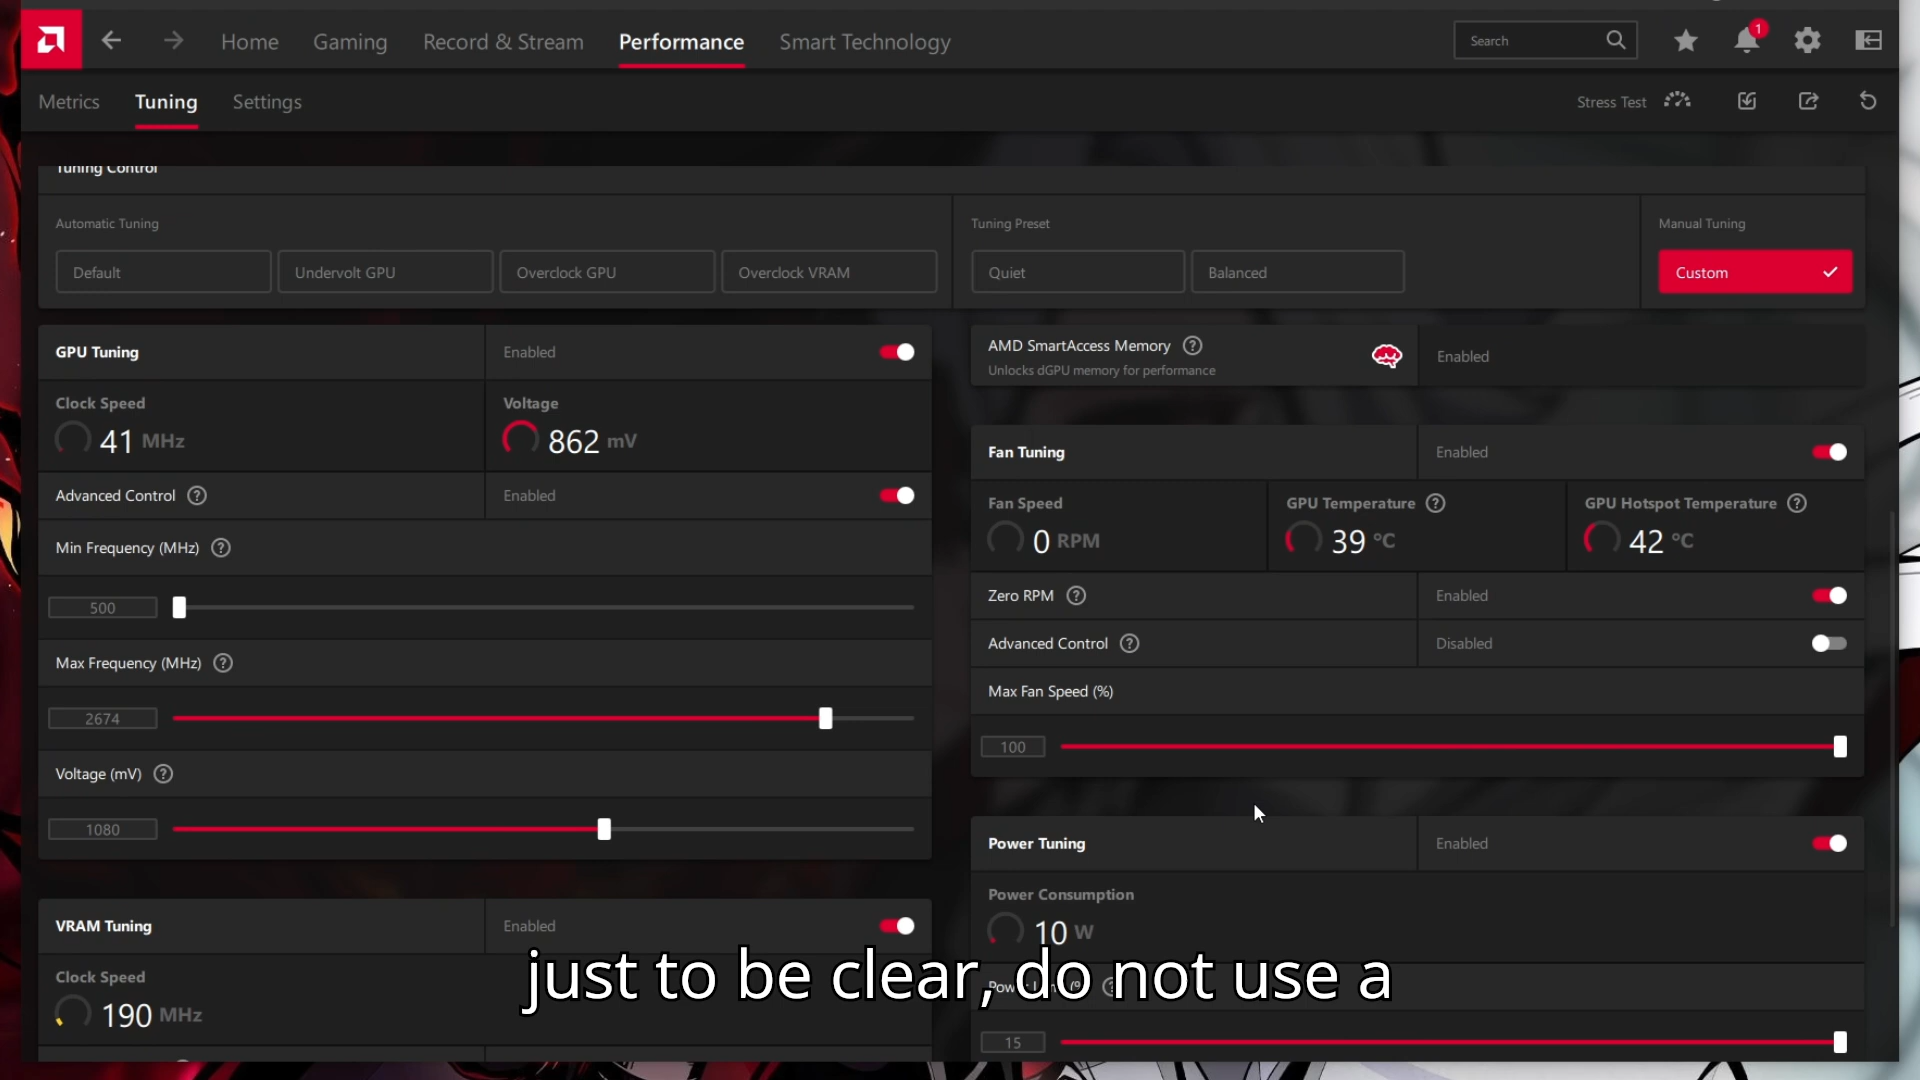 Home
Gaming
Record & Stream
Performance
Smart Technology
Search
1
Metrics
Tuning
Settings
Stress Test
Tuning Control
Automatic Tuning
Default
Undervolt GPU
Overclock GPU
Overclock VRAM
Tuning Preset
Quiet
Balanced
Manual Tuning
Custom
GPU Tuning
Enabled
Clock Speed
41 MHz
Voltage
862 mV
Advanced Control ?
Enabled
Min Frequency (MHz) ?
500
Max Frequency (MHz) ?
2674
Voltage (mV) ?
1080
VRAM Tuning
Enabled
Clock Speed
190 MHz
AMD SmartAccess Memory ?
Unlocks dGPU memory for performance
Enabled
Fan Tuning
Enabled
Fan Speed
0 RPM
GPU Temperature ?
39 °C
GPU Hotspot Temperature ?
42 °C
Zero RPM ?
Enabled
Advanced Control ?
Disabled
Max Fan Speed (%)
100
Power Tuning
Enabled
Power Consumption
10 W
15
just to be clear, do not use a